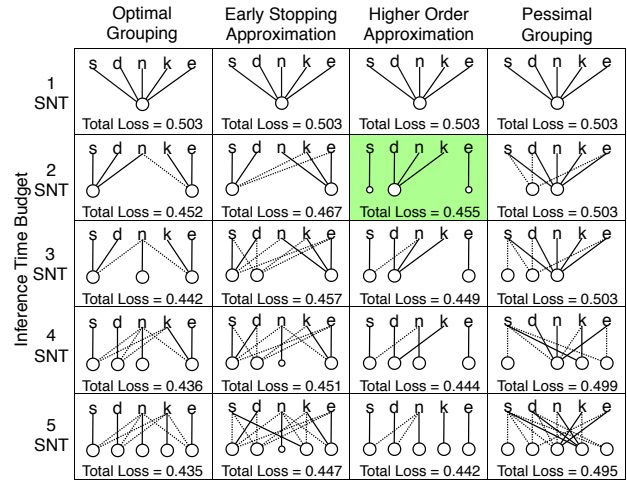 Optimal Grouping
Early Stopping Approximation
Higher Order Approximation
Pessimal Grouping
Inference Time Budget
1 SNT
s d n k e
Total Loss = 0.503
s d n k e
Total Loss = 0.503
s d n k e
Total Loss = 0.503
s d n k e
Total Loss = 0.503
2 SNT
s d n k e
Total Loss = 0.452
s d n k e
Total Loss = 0.467
s d n k e
Total Loss = 0.455
s d n k e
Total Loss = 0.503
3 SNT
s d n k e
Total Loss = 0.442
s d n k e
Total Loss = 0.457
s d n k e
Total Loss = 0.449
s d n k e
Total Loss = 0.503
4 SNT
s d n k e
Total Loss = 0.436
s d n k e
Total Loss = 0.451
s d n k e
Total Loss = 0.444
s d n k e
Total Loss = 0.499
5 SNT
s d n k e
Total Loss = 0.435
s d n k e
Total Loss = 0.447
s d n k e
Total Loss = 0.442
s d n k e
Total Loss = 0.495